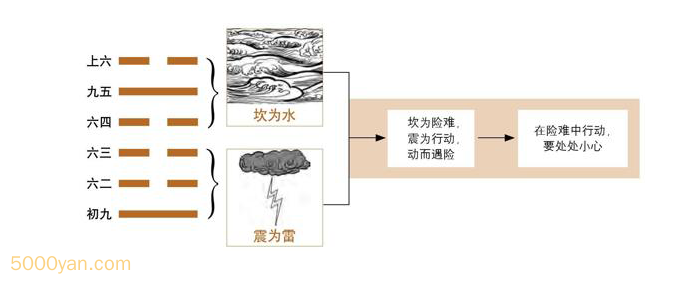 上六
九五
六四
六三
六二
初九
坎为水
震为雷
坎为险难，
震为行动，
动而遇险
在险难中行动，
要处处小心
5000yan.com